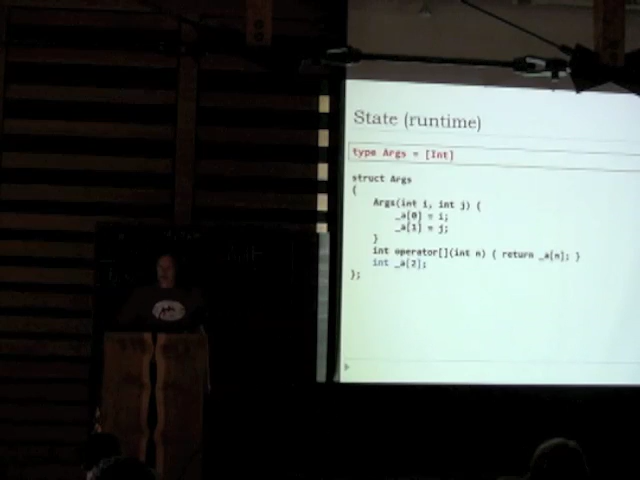 State (runtime)
type Args = [Int]
struct Args
{
Args(int i, int j) {
_a[0] = i;
_a[1] = j;
}
int operator[](int n) { return _a[n]; }
int _a[2];
};